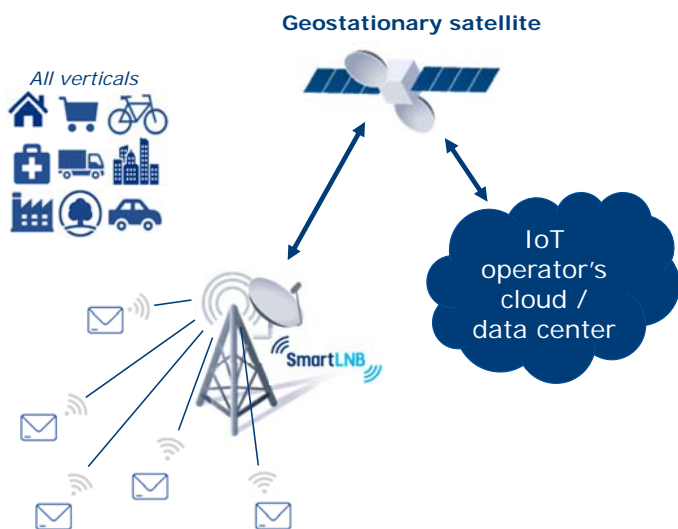 Geostationary satellite
All verticals
IoT
operator's
cloud /
data center
SmartLNB